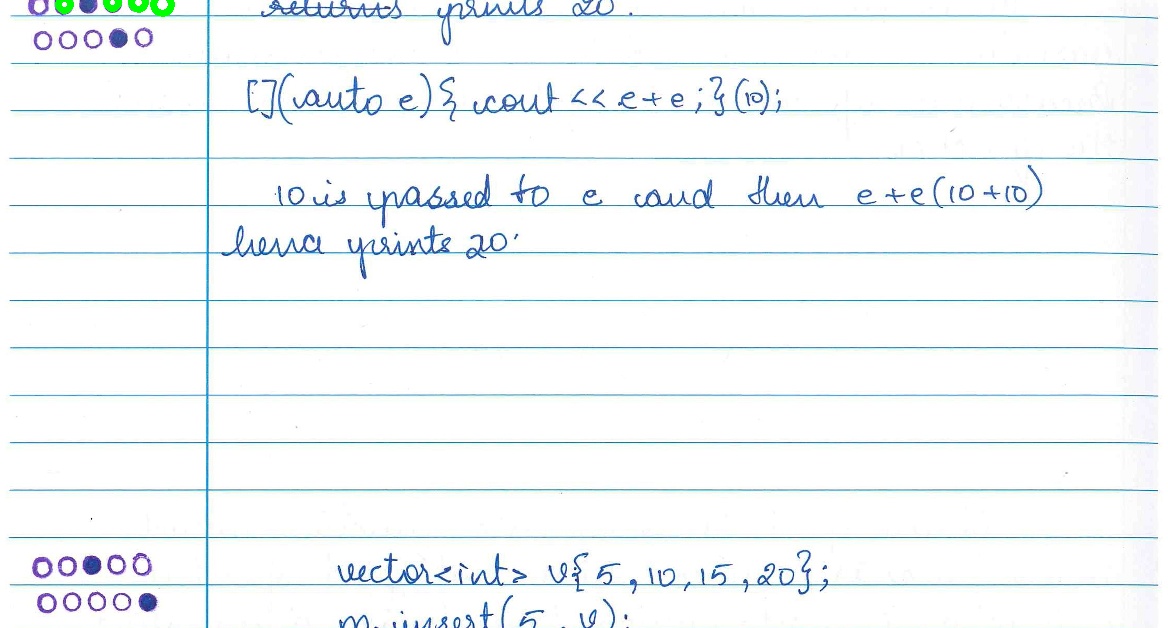 returns prints 20.
[](auto e){ cout << e+e;}(10);
10 is passed to e and then e+e(10+10)
hence prints 20.
vector<int> v{5,10,15,20};
m.insert(5,v);